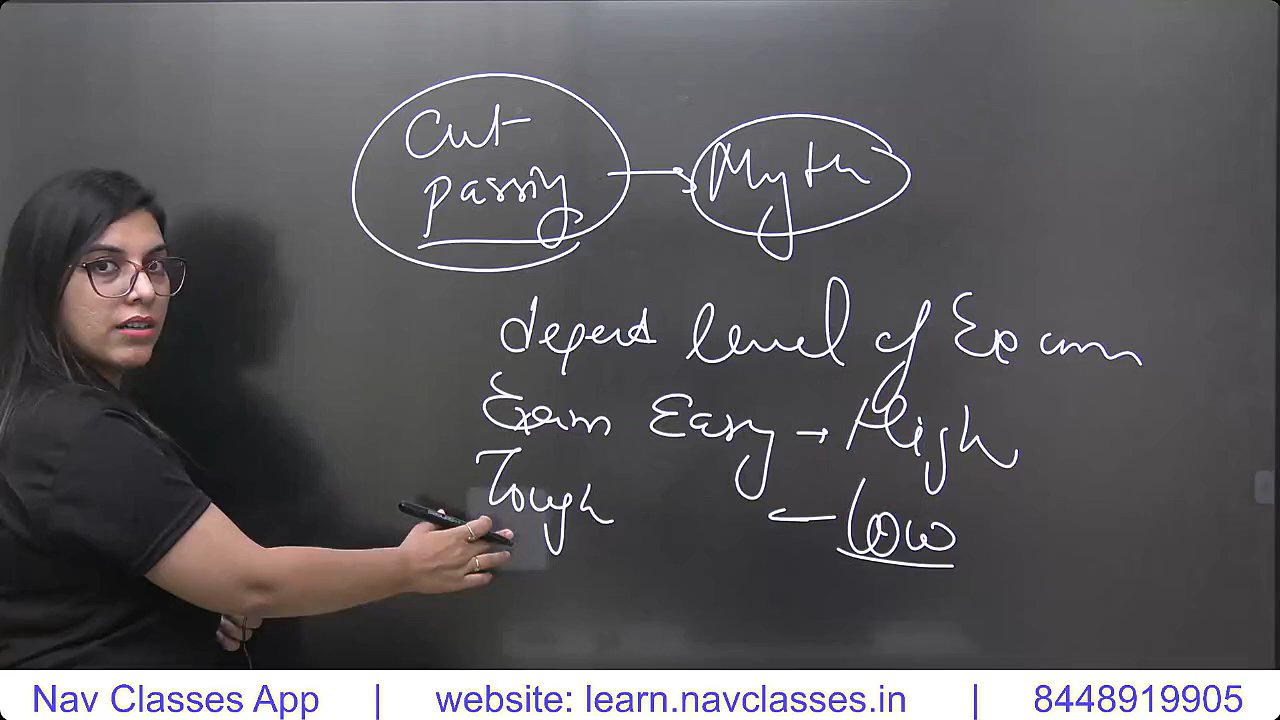 Cut
passing
Myth
depend level of Exam
Exam Easy → High
Tough ← low
Nav Classes App | website: learn.navclasses.in | 8448919905